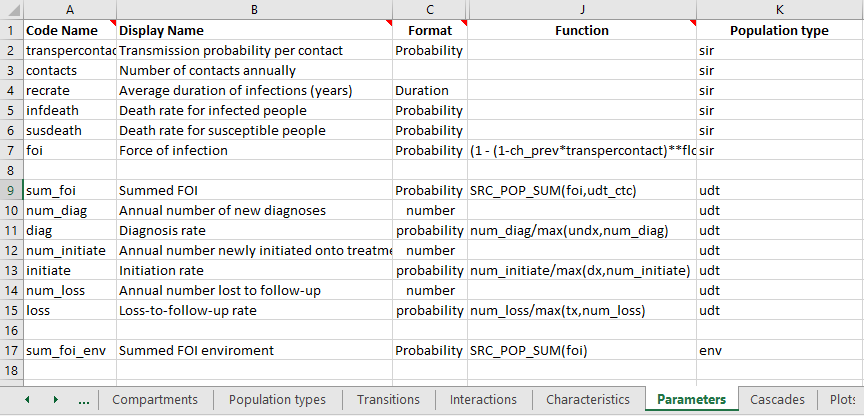 A B C J K
1 Code Name Display Name Format Function Population type
2 transpercontac Transmission probability per contact Probability sir
3 contacts Number of contacts annually sir
4 recrate Average duration of infections (years) Duration sir
5 infdeath Death rate for infected people Probability sir
6 susdeath Death rate for susceptible people Probability sir
7 foi Force of infection Probability (1 - (1-ch_prev*transpercontact)**flo sir
8
9 sum_foi Summed FOI Probability SRC_POP_SUM(foi,udt_ctc) udt
10 num_diag Annual number of new diagnoses number udt
11 diag Diagnosis rate probability num_diag/max(undx,num_diag) udt
12 num_initiate Annual number newly initiated onto treatme number udt
13 initiate Initiation rate probability num_initiate/max(dx,num_initiate) udt
14 num_loss Annual number lost to follow-up number udt
15 loss Loss-to-follow-up rate probability num_loss/max(tx,num_loss) udt
16
17 sum_foi_env Summed FOI enviroment Probability SRC_POP_SUM(foi) env
18
... Compartments Population types Transitions Interactions Characteristics Parameters Cascades Plots